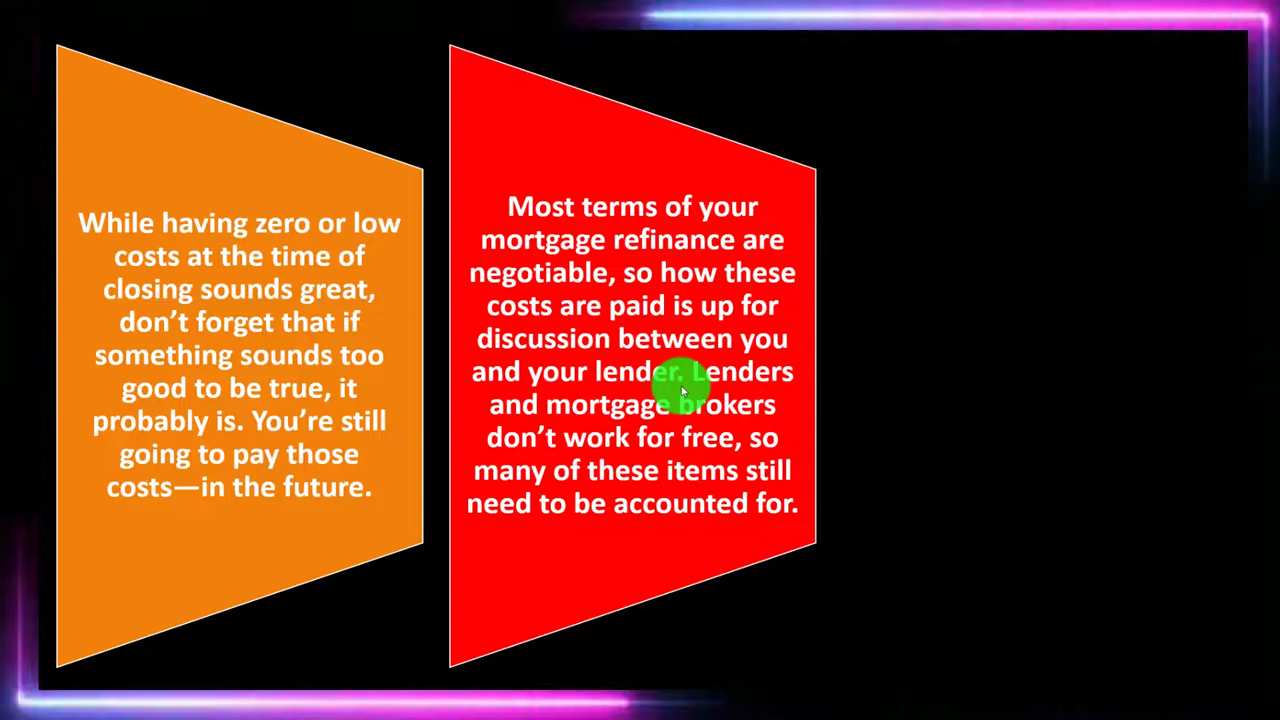 While having zero or low
costs at the time of
closing sounds great,
don’t forget that if
something sounds too
good to be true, it
probably is. You’re still
going to pay those
costs—in the future.
Most terms of your
mortgage refinance are
negotiable, so how these
costs are paid is up for
discussion between you
and your lender. Lenders
and mortgage brokers
don’t work for free, so
many of these items still
need to be accounted for.